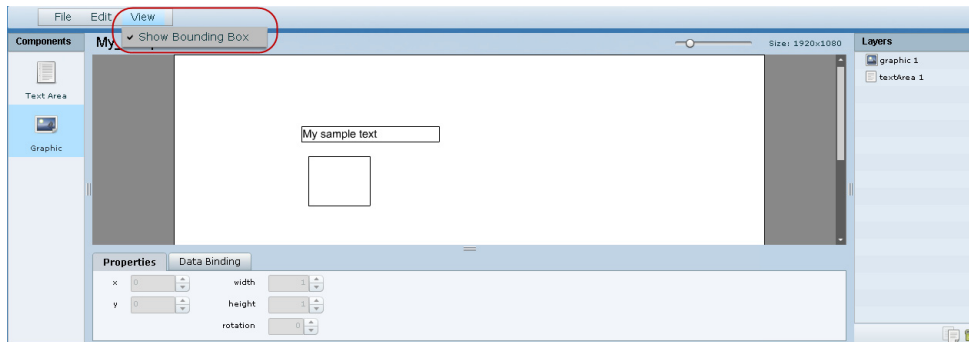 File Edit View
Show Bounding Box
Components
Size: 1920x1080
Layers
graphic 1
textArea 1
Text Area
Graphic
My sample text
Properties Data Binding
x 0 width 1
y 0 height 1
rotation 0